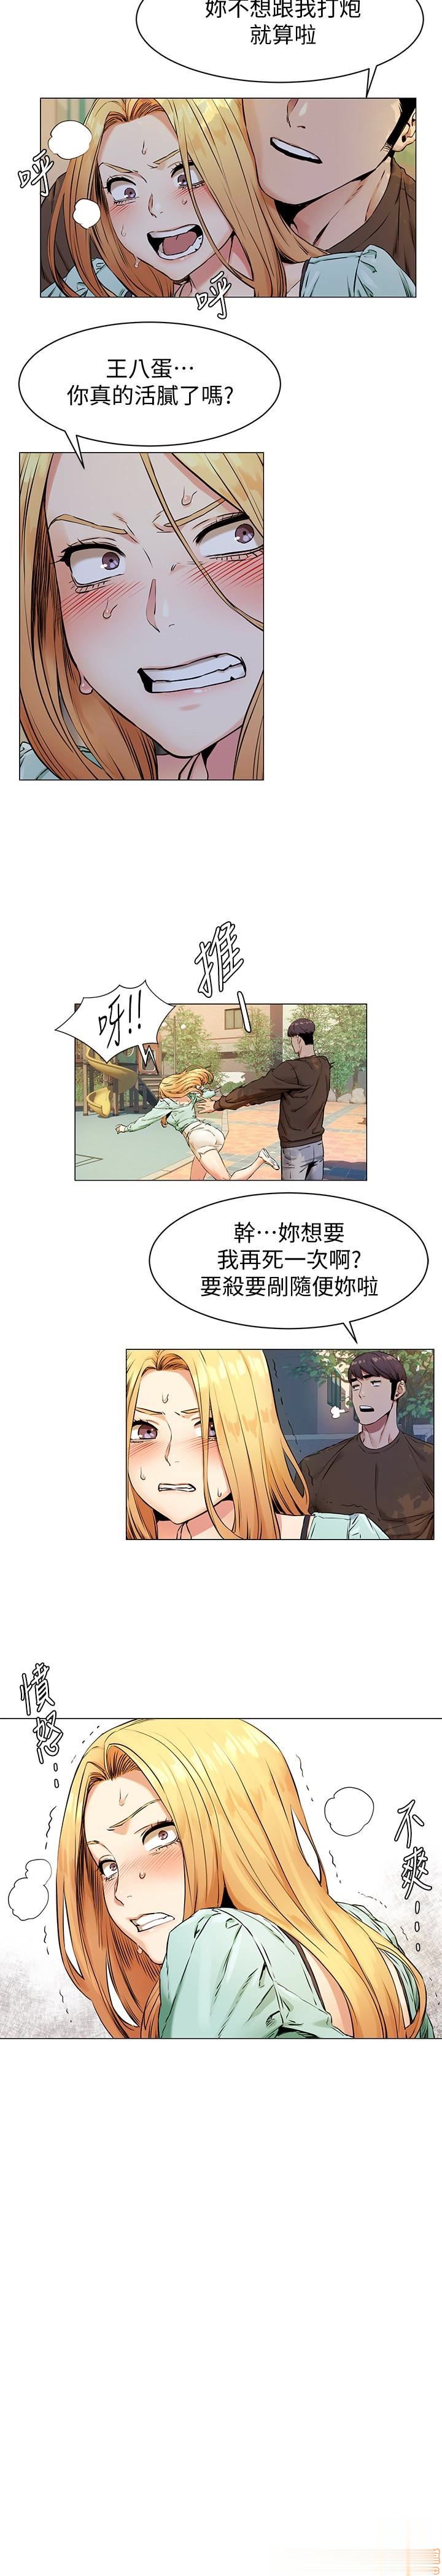 妳不想跟我打炮
就算啦
呼
呼
王八蛋⋯
你真的活膩了嗎?
推
呀!!
幹⋯妳想要
我再死一次啊?
要殺要剮隨便妳啦
憤怒⋯
不爽⋯